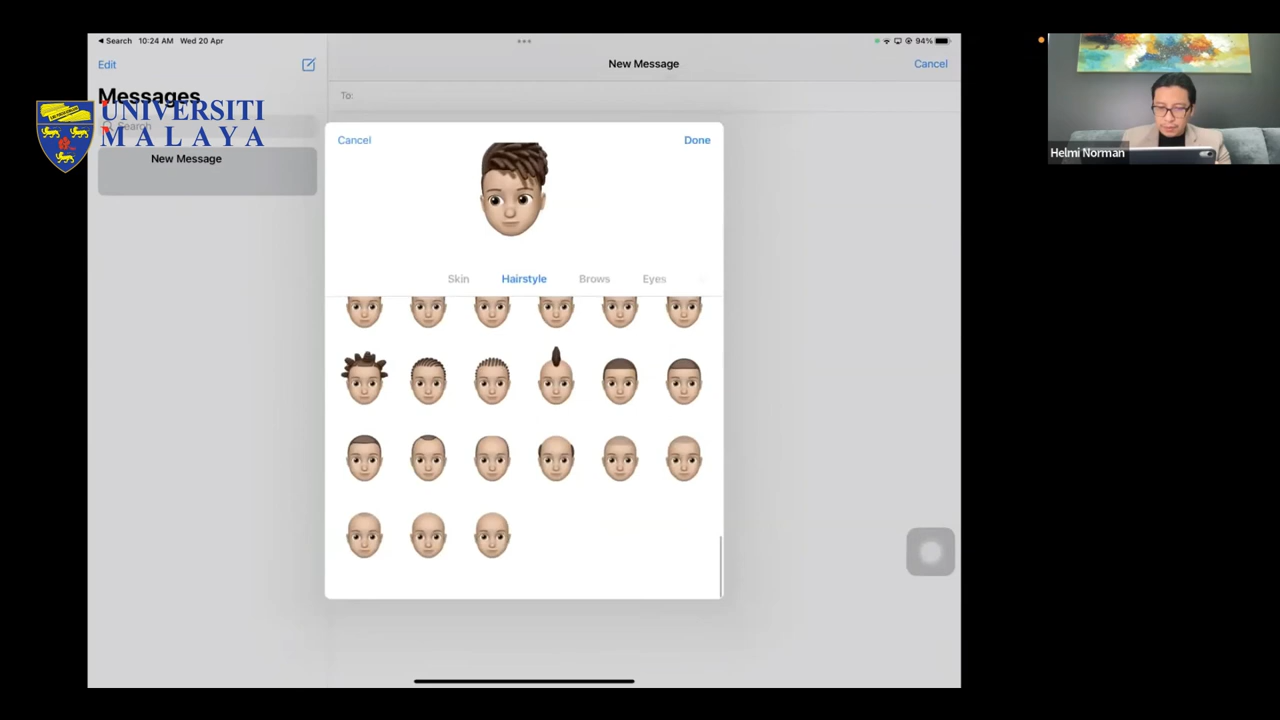 Search 10:24 AM Wed 20 Apr
94%
Edit
New Message
Cancel
Messages
To:
UNIVERSITI
MALAYA
Search
New Message
Cancel
Done
Skin Hairstyle Brows Eyes
Helmi Norman